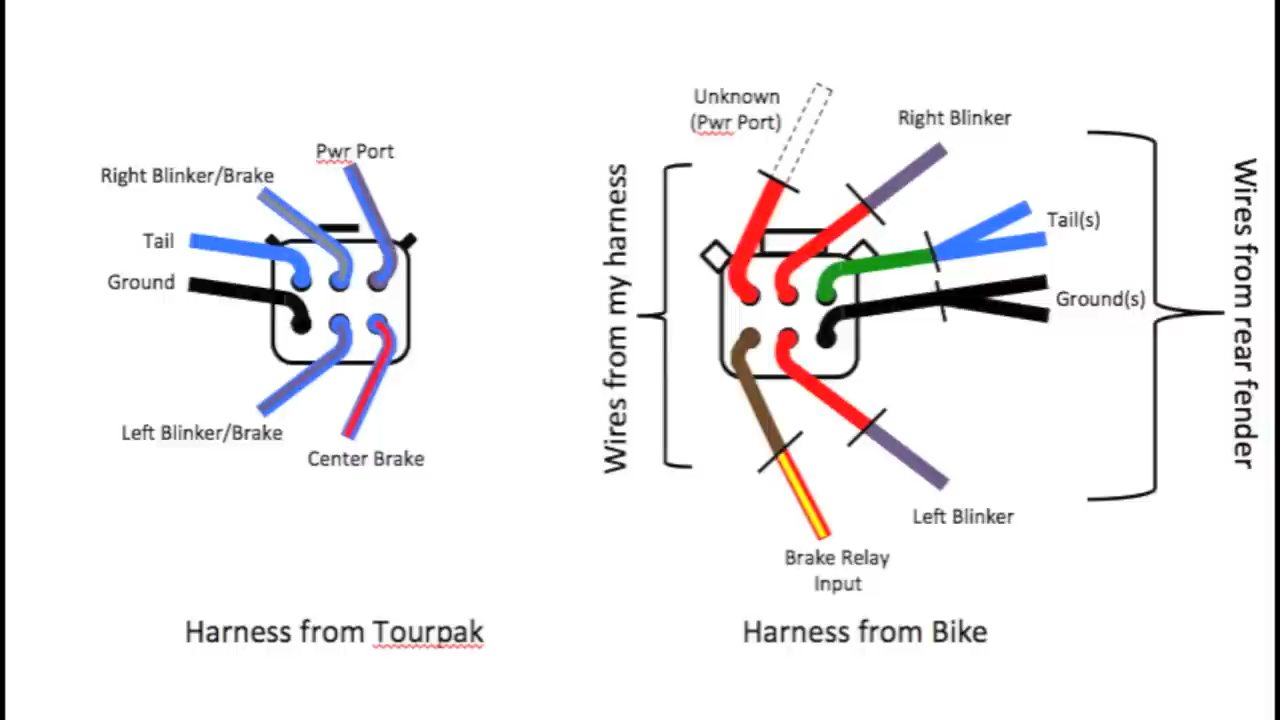 Pwr Port
Right Blinker/Brake
Tail
Ground
Left Blinker/Brake
Center Brake
Harness from Tourpak
Unknown
(Pwr Port)
Right Blinker
Tail(s)
Ground(s)
Left Blinker
Brake Relay
Input
Wires from my harness
Wires from rear fender
Harness from Bike